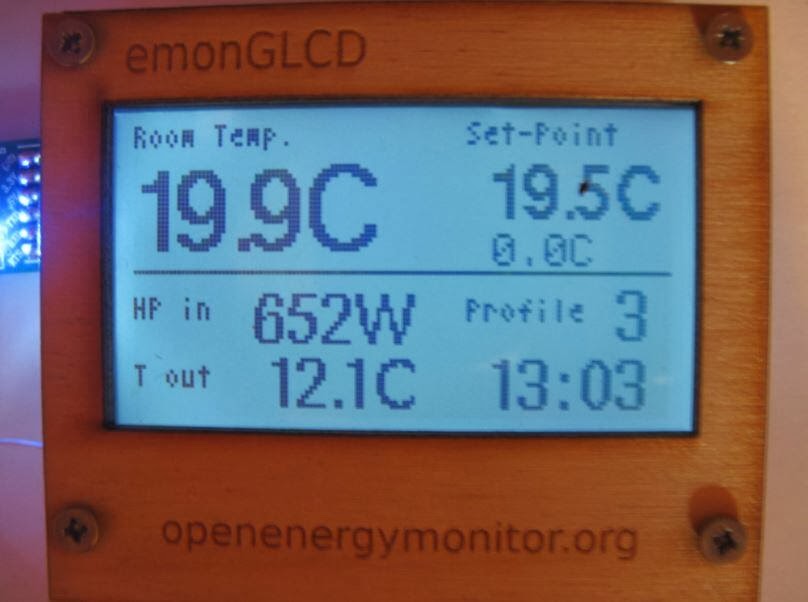 emonGLCD
Room Temp. Set-Point
19.9C 19.5C
0.0C
HP in 652W Profile 3
T out 12.1C 13:03
openenergymonitor.org